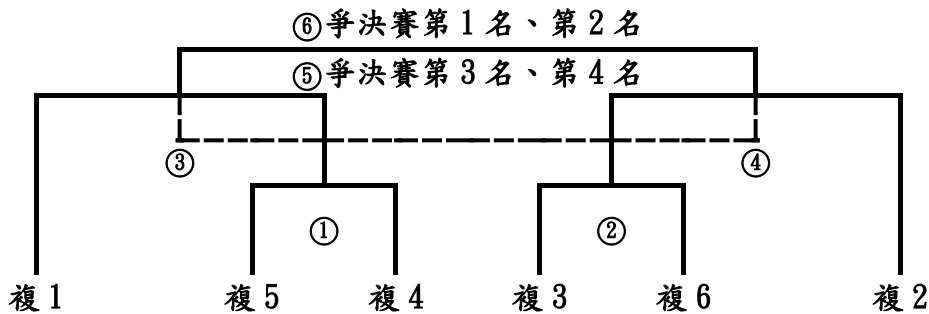 ⑥爭決賽第1名、第2名
⑤爭決賽第3名、第4名
③ ④
① ②
複1 複5 複4 複3 複6 複2